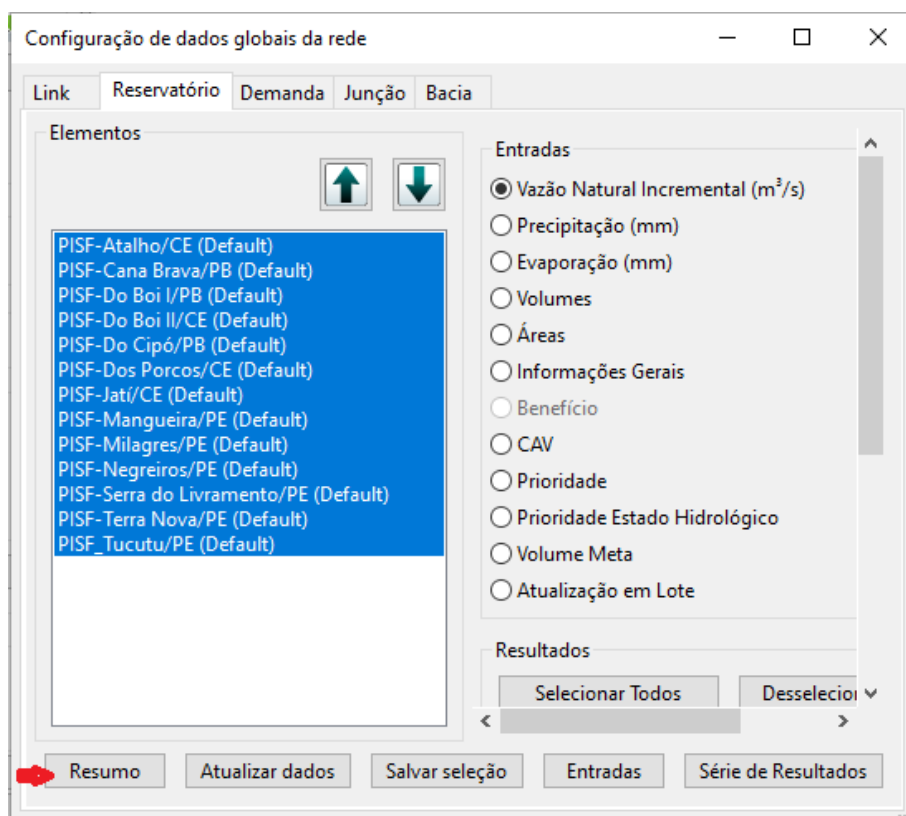 Configuração de dados globais da rede
Link Reservatório Demanda Junção Bacia
Elementos
PISF-Atalho/CE (Default)
PISF-Cana Brava/PB (Default)
PISF-Do Boi I/PB (Default)
PISF-Do Boi II/CE (Default)
PISF-Do Cipó/PB (Default)
PISF-Dos Porcos/CE (Default)
PISF-Jatí/CE (Default)
PISF-Mangueira/PE (Default)
PISF-Milagres/PE (Default)
PISF-Negreiros/PE (Default)
PISF-Serra do Livramento/PE (Default)
PISF-Terra Nova/PE (Default)
PISF_Tucutu/PE (Default)
Entradas
Vazão Natural Incremental (m³/s)
Precipitação (mm)
Evaporação (mm)
Volumes
Áreas
Informações Gerais
Benefício
CAV
Prioridade
Prioridade Estado Hidrológico
Volume Meta
Atualização em Lote
Resultados
Selecionar Todos Desselecio
Resumo Atualizar dados Salvar seleção Entradas Série de Resultados